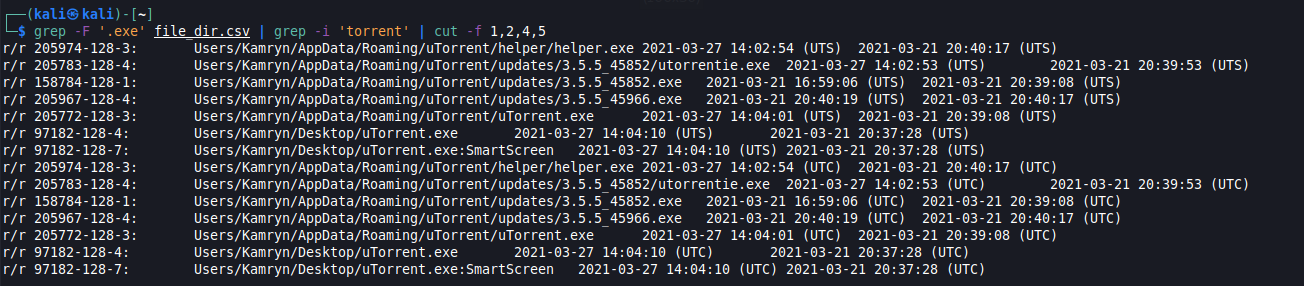 (kali㉿kali)-[~]
$ grep -F '.exe' file_dir.csv | grep -i 'torrent' | cut -f 1,2,4,5
r/r 205974-128-3: Users/Kamryn/AppData/Roaming/uTorrent/helper/helper.exe 2021-03-27 14:02:54 (UTS) 2021-03-21 20:40:17 (UTS)
r/r 205783-128-4: Users/Kamryn/AppData/Roaming/uTorrent/updates/3.5.5_45852/utorrentie.exe 2021-03-27 14:02:53 (UTS) 2021-03-21 20:39:53 (UTS)
r/r 158784-128-1: Users/Kamryn/AppData/Roaming/uTorrent/updates/3.5.5_45852.exe 2021-03-21 16:59:06 (UTS) 2021-03-21 20:39:08 (UTS)
r/r 205967-128-4: Users/Kamryn/AppData/Roaming/uTorrent/updates/3.5.5_45966.exe 2021-03-21 20:40:19 (UTS) 2021-03-21 20:40:17 (UTS)
r/r 205772-128-3: Users/Kamryn/AppData/Roaming/uTorrent/uTorrent.exe 2021-03-27 14:04:01 (UTS) 2021-03-21 20:39:08 (UTS)
r/r 97182-128-4: Users/Kamryn/Desktop/uTorrent.exe 2021-03-27 14:04:10 (UTS) 2021-03-21 20:37:28 (UTS)
r/r 97182-128-7: Users/Kamryn/Desktop/uTorrent.exe:SmartScreen 2021-03-27 14:04:10 (UTS) 2021-03-21 20:37:28 (UTS)
r/r 205974-128-3: Users/Kamryn/AppData/Roaming/uTorrent/helper/helper.exe 2021-03-27 14:02:54 (UTC) 2021-03-21 20:40:17 (UTC)
r/r 205783-128-4: Users/Kamryn/AppData/Roaming/uTorrent/updates/3.5.5_45852/utorrentie.exe 2021-03-27 14:02:53 (UTC) 2021-03-21 20:39:53 (UTC)
r/r 158784-128-1: Users/Kamryn/AppData/Roaming/uTorrent/updates/3.5.5_45852.exe 2021-03-21 16:59:06 (UTC) 2021-03-21 20:39:08 (UTC)
r/r 205967-128-4: Users/Kamryn/AppData/Roaming/uTorrent/updates/3.5.5_45966.exe 2021-03-21 20:40:19 (UTC) 2021-03-21 20:40:17 (UTC)
r/r 205772-128-3: Users/Kamryn/AppData/Roaming/uTorrent/uTorrent.exe 2021-03-27 14:04:01 (UTC) 2021-03-21 20:39:08 (UTC)
r/r 97182-128-4: Users/Kamryn/Desktop/uTorrent.exe 2021-03-27 14:04:10 (UTC) 2021-03-21 20:37:28 (UTC)
r/r 97182-128-7: Users/Kamryn/Desktop/uTorrent.exe:SmartScreen 2021-03-27 14:04:10 (UTC) 2021-03-21 20:37:28 (UTC)